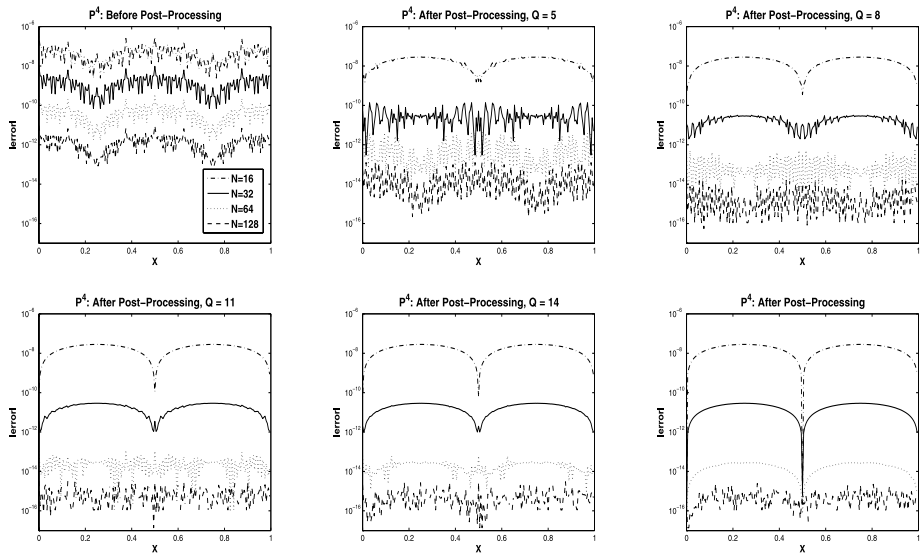 P⁴: Before Post−Processing
10⁻⁶
10⁻⁸
10⁻¹⁰
10⁻¹²
10⁻¹⁴
10⁻¹⁶
|error|
N=16
N=32
N=64
N=128
0 0.2 0.4 0.6 0.8 1
X
P⁴: After Post−Processing, Q = 5
10⁻⁶
10⁻⁸
10⁻¹⁰
10⁻¹²
10⁻¹⁴
10⁻¹⁶
|error|
0 0.2 0.4 0.6 0.8 1
X
P⁴: After Post−Processing, Q = 8
10⁻⁶
10⁻⁸
10⁻¹⁰
10⁻¹²
10⁻¹⁴
10⁻¹⁶
|error|
0 0.2 0.4 0.6 0.8 1
X
P⁴: After Post−Processing, Q = 11
10⁻⁶
10⁻⁸
10⁻¹⁰
10⁻¹²
10⁻¹⁴
10⁻¹⁶
|error|
0 0.2 0.4 0.6 0.8 1
X
P⁴: After Post−Processing, Q = 14
10⁻⁶
10⁻⁸
10⁻¹⁰
10⁻¹²
10⁻¹⁴
10⁻¹⁶
|error|
0 0.2 0.4 0.6 0.8 1
X
P⁴: After Post−Processing
10⁻⁶
10⁻⁸
10⁻¹⁰
10⁻¹²
10⁻¹⁴
10⁻¹⁶
|error|
0 0.2 0.4 0.6 0.8 1
X